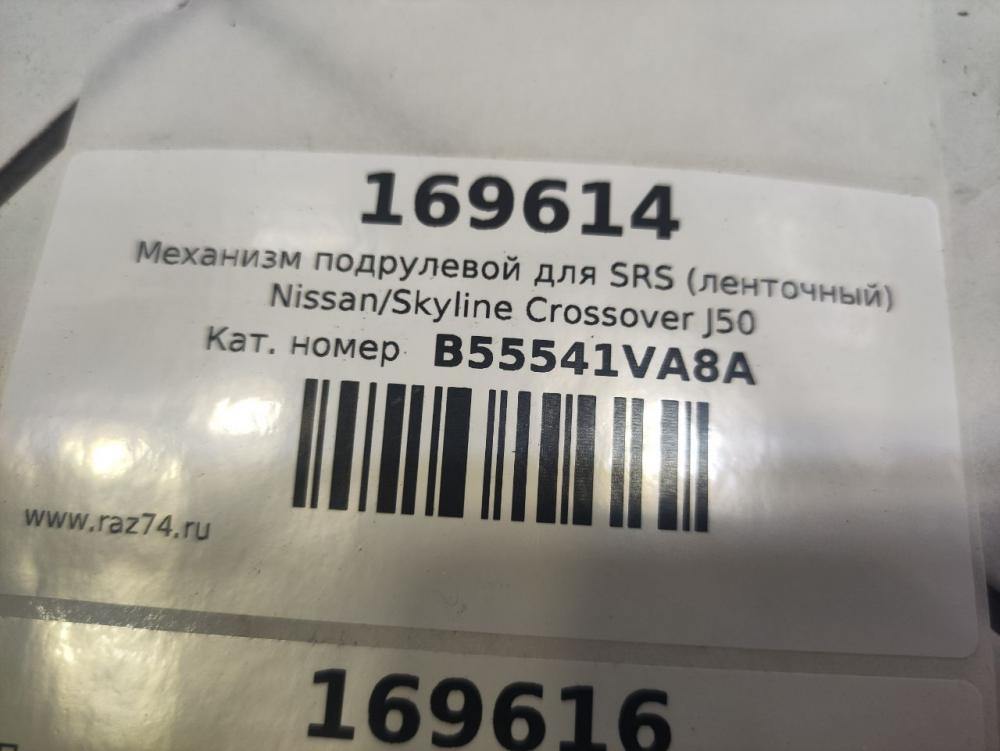 169614
Механизм подрулевой для SRS (ленточный)
Nissan/Skyline Crossover J50
Кат. номер B55541VA8A
www.raz74.ru
169616